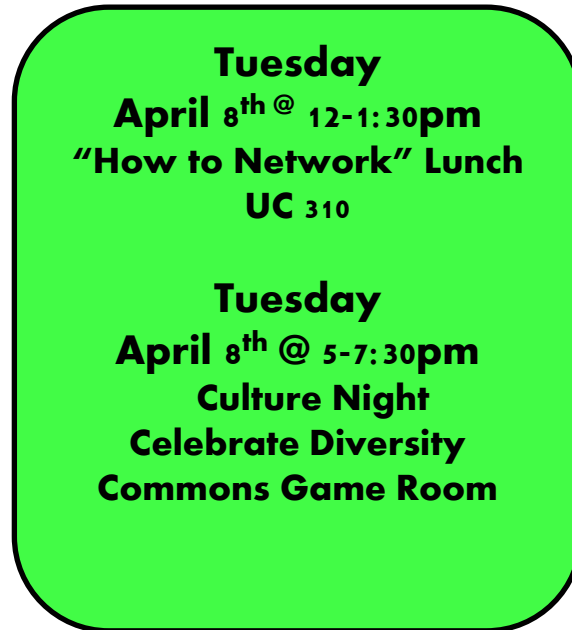 Tuesday
April 8th @ 12-1:30pm
“How to Network” Lunch
UC 310
Tuesday
April 8th @ 5-7:30pm
Culture Night
Celebrate Diversity
Commons Game Room